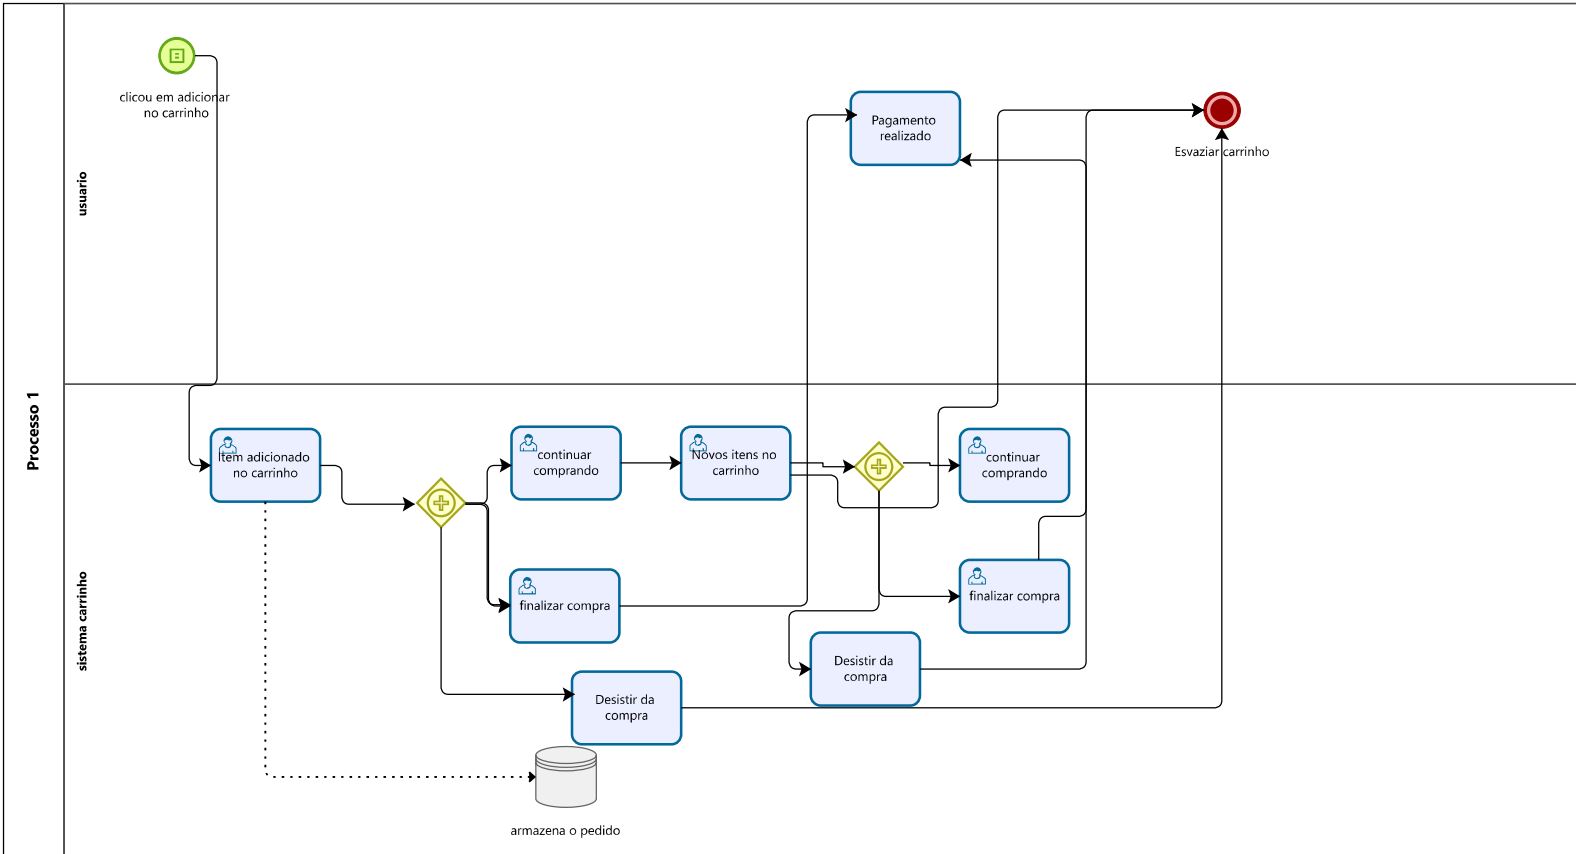 Processo 1
usuario
clicou em adicionar
no carrinho
Pagamento
realizado
Esvaziar carrinho
sistema carrinho
Item adicionado
no carrinho
continuar
comprando
Novos itens no
carrinho
continuar
comprando
finalizar compra
finalizar compra
Desistir da
compra
Desistir da
compra
armazena o pedido